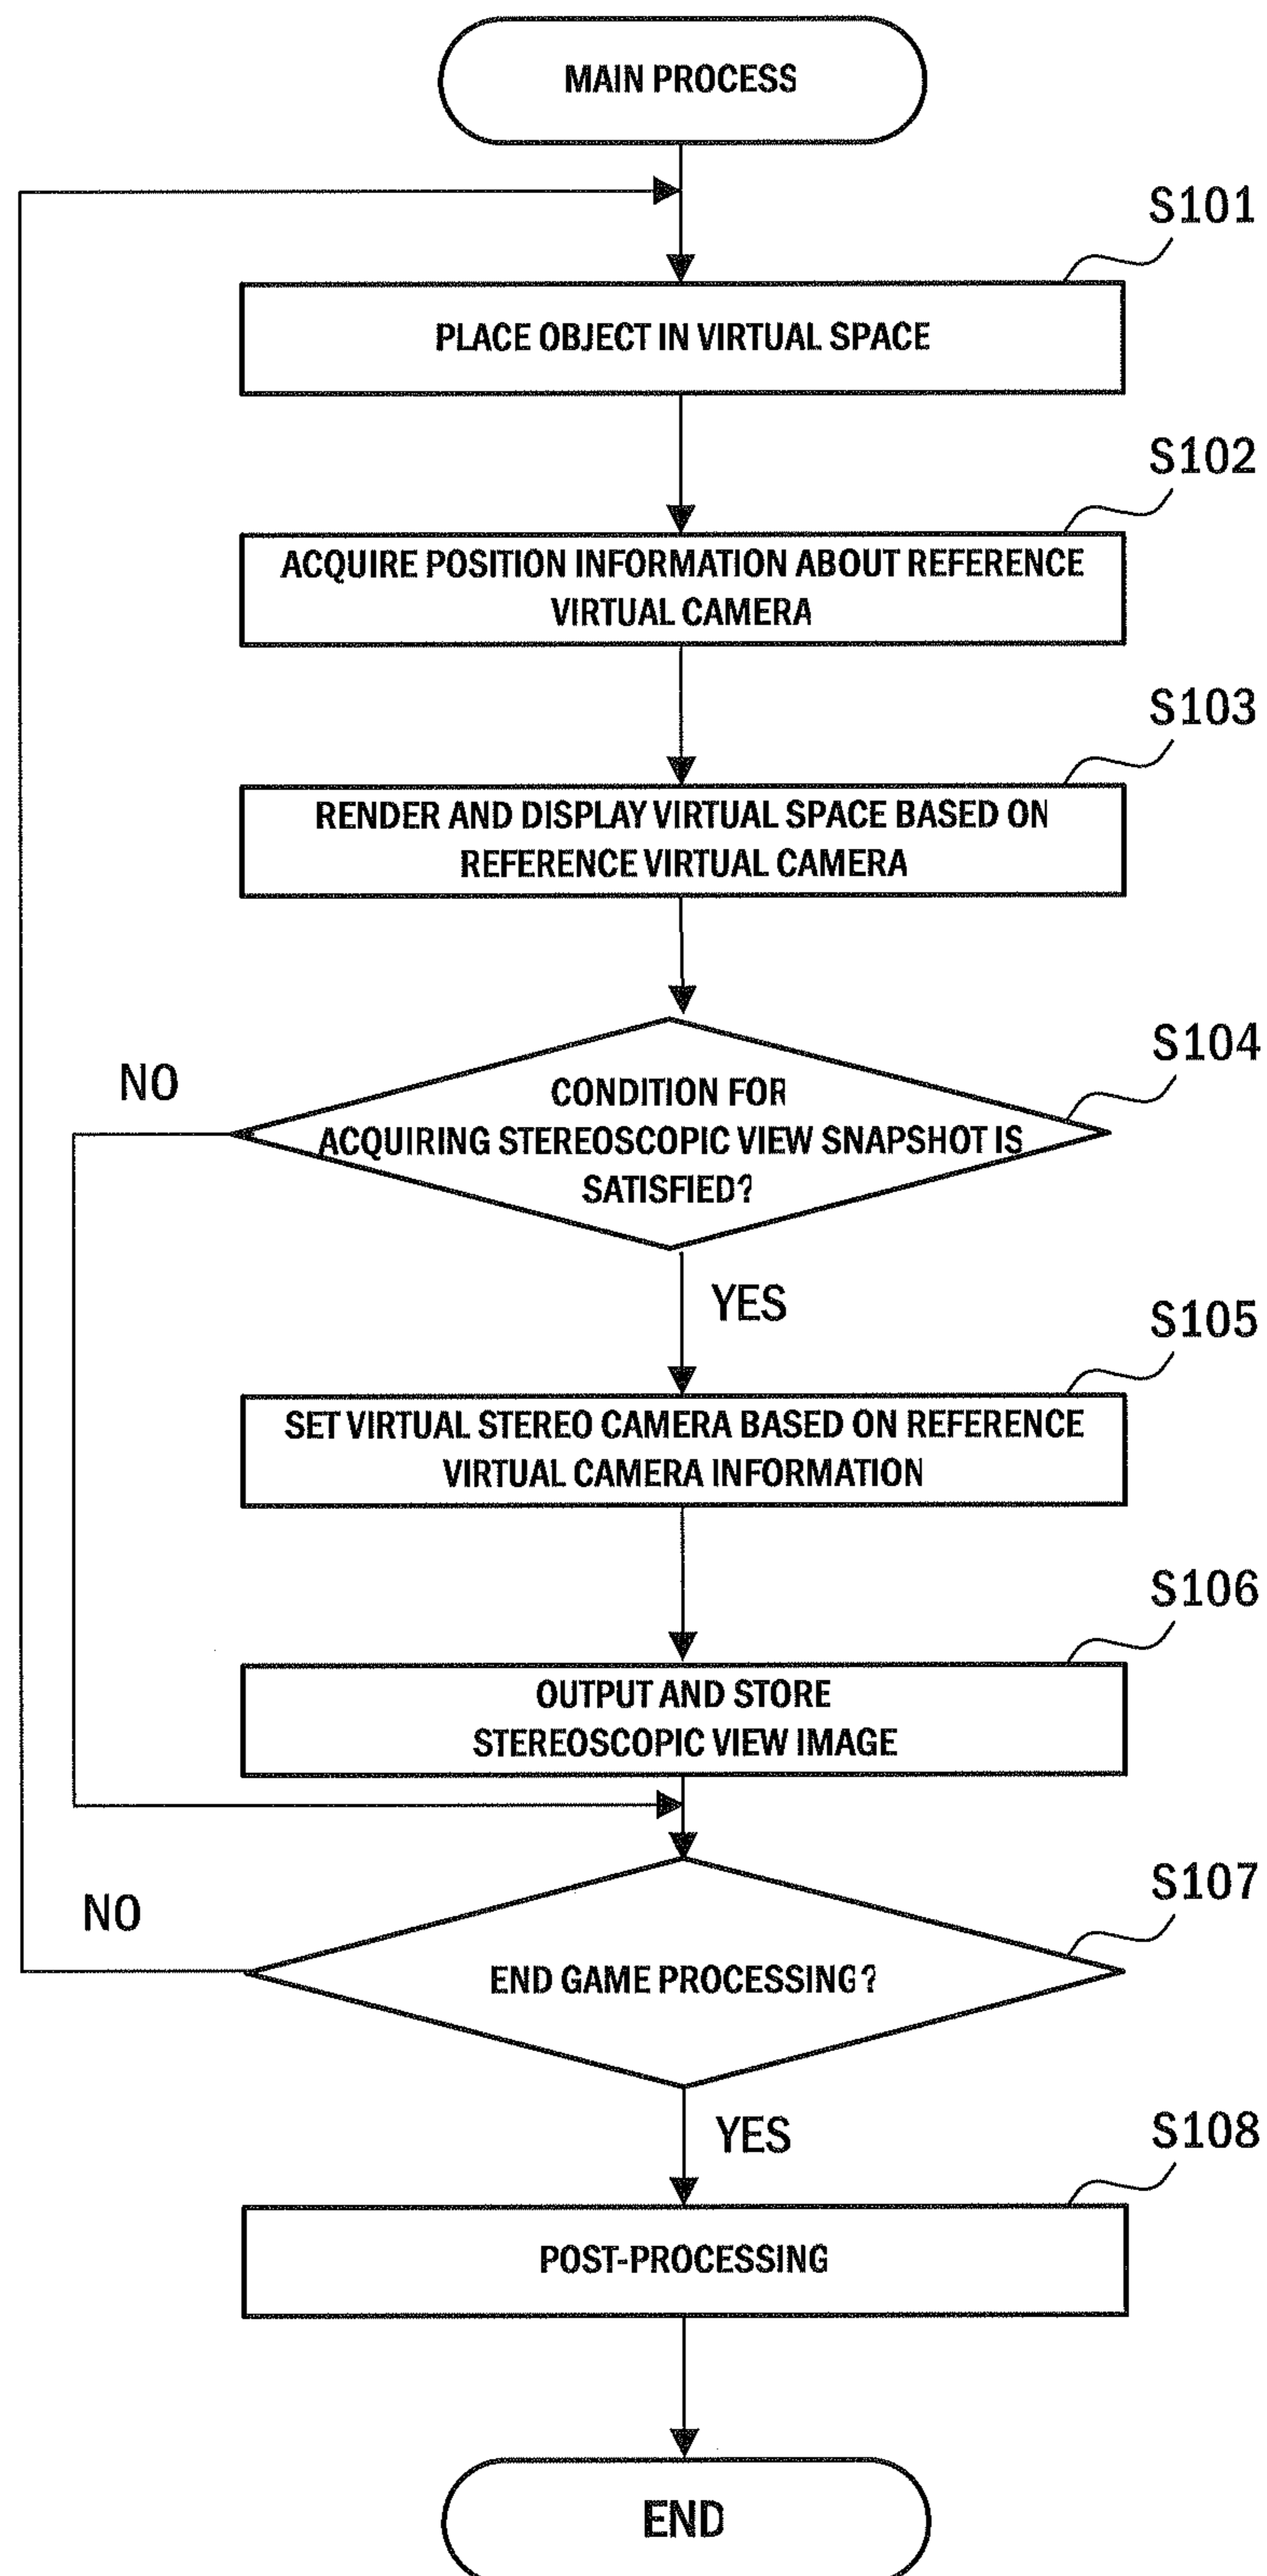 MAIN PROCESS
S101
PLACE OBJECT IN VIRTUAL SPACE
S102
ACQUIRE POSITION INFORMATION ABOUT REFERENCE
VIRTUAL CAMERA
S103
RENDER AND DISPLAY VIRTUAL SPACE BASED ON
REFERENCE VIRTUAL CAMERA
S104
NO
CONDITION FOR
ACQUIRING STEREOSCOPIC VIEW SNAPSHOT IS
SATISFIED?
YES
S105
SET VIRTUAL STEREO CAMERA BASED ON REFERENCE
VIRTUAL CAMERA INFORMATION
S106
OUTPUT AND STORE
STEREOSCOPIC VIEW IMAGE
S107
NO
END GAME PROCESSING?
YES
S108
POST-PROCESSING
END